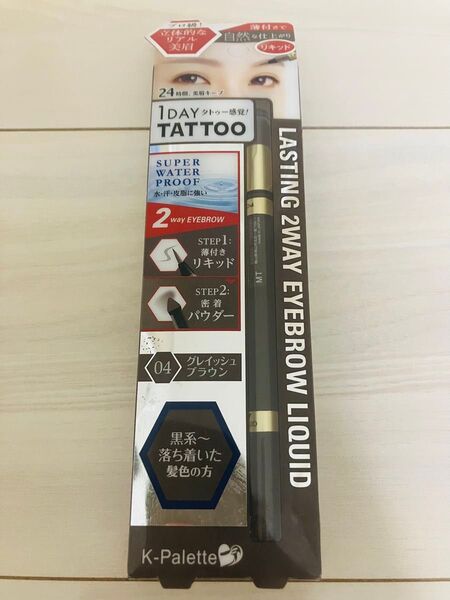 プロ級!
立体的な
リアル
美眉
薄付きで
自然な仕上がり
リキッド
24時間、美眉キープ
1DAY タトゥー感覚!
TATTOO
SUPER
WATER
PROOF
水・汗・皮脂に強い
2way EYEBROW
STEP1:
薄付き
リキッド
STEP2:
密着
パウダー
04 グレイッシュ
ブラウン
黒系～
落ち着いた
髪色の方
K-Palette
LASTING 2WAY EYEBROW LIQUID
MT